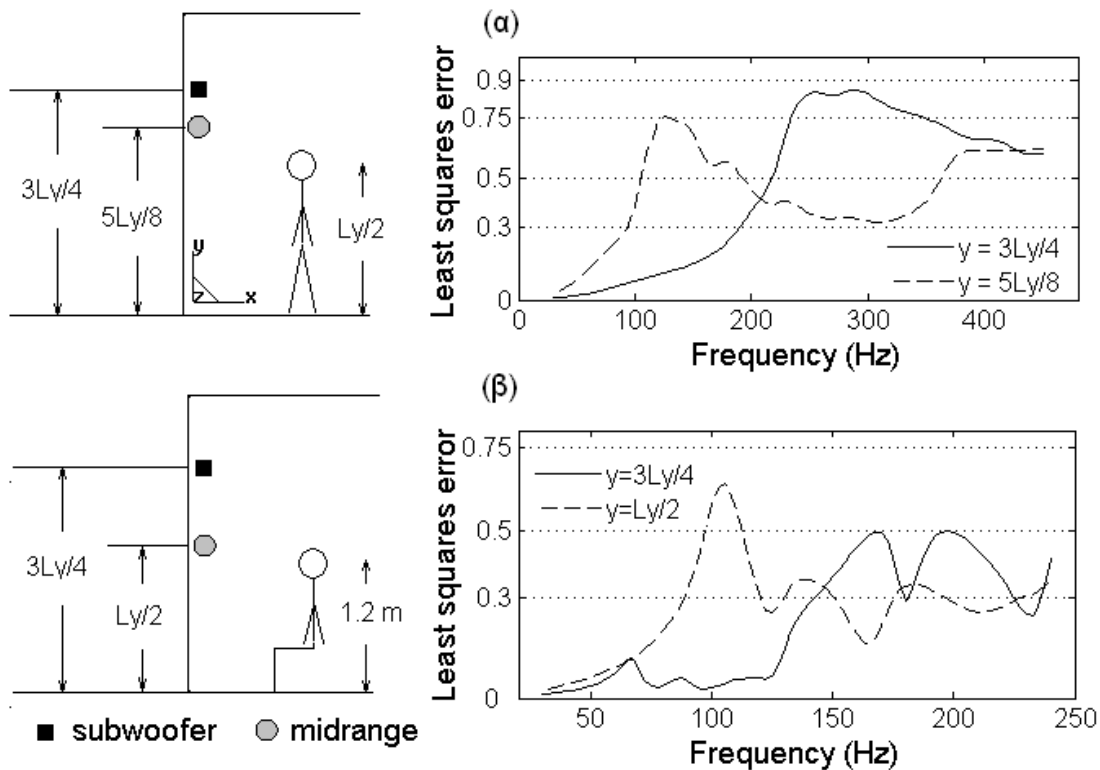 (α)
3Ly/4
5Ly/8
Ly/2
y
z
x
Least squares error
0.9
0.75
0.5
0.3
0
y = 3Ly/4
y = 5Ly/8
0
100
200
300
400
Frequency (Hz)
(β)
3Ly/4
Ly/2
1.2 m
Least squares error
0.75
0.5
0.3
0
y=3Ly/4
y=Ly/2
50
100
150
200
250
Frequency (Hz)
subwoofer
midrange